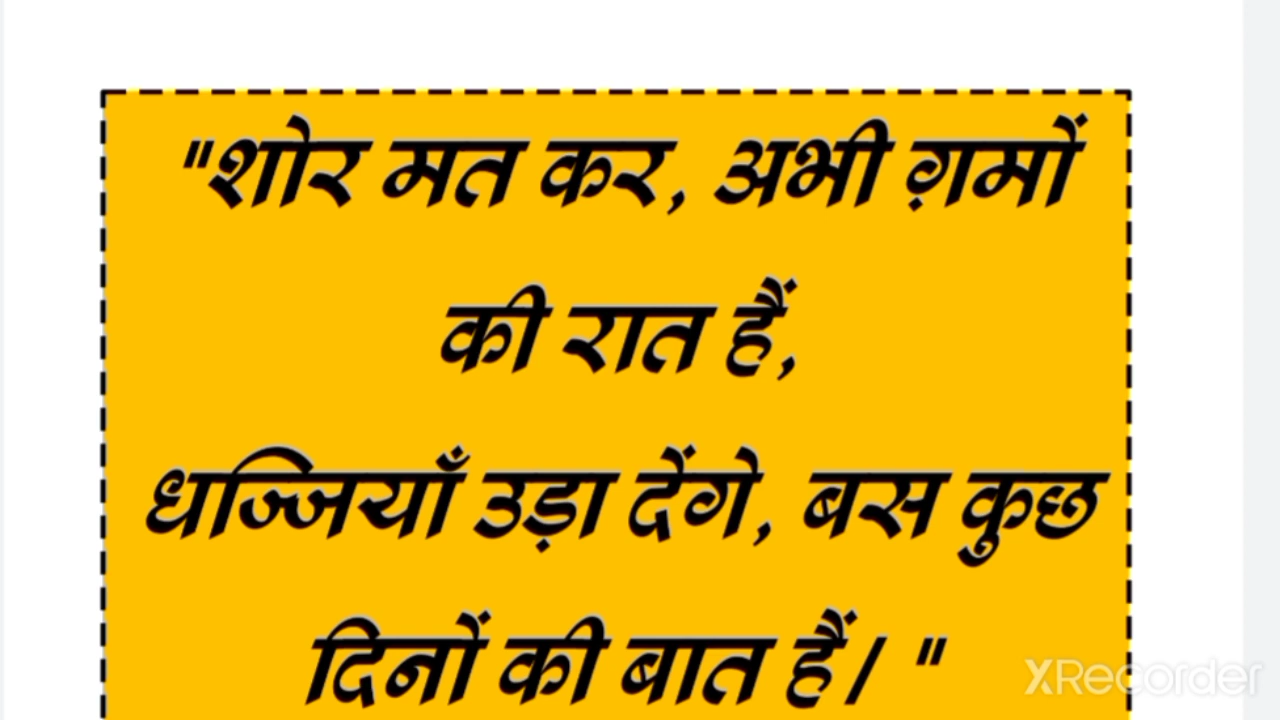 "शोर मत कर, अभी ग़मों
की रात हैं,
धज्जियाँ उड़ा देंगे, बस कुछ
दिनों की बात हैं। "
XRecorder